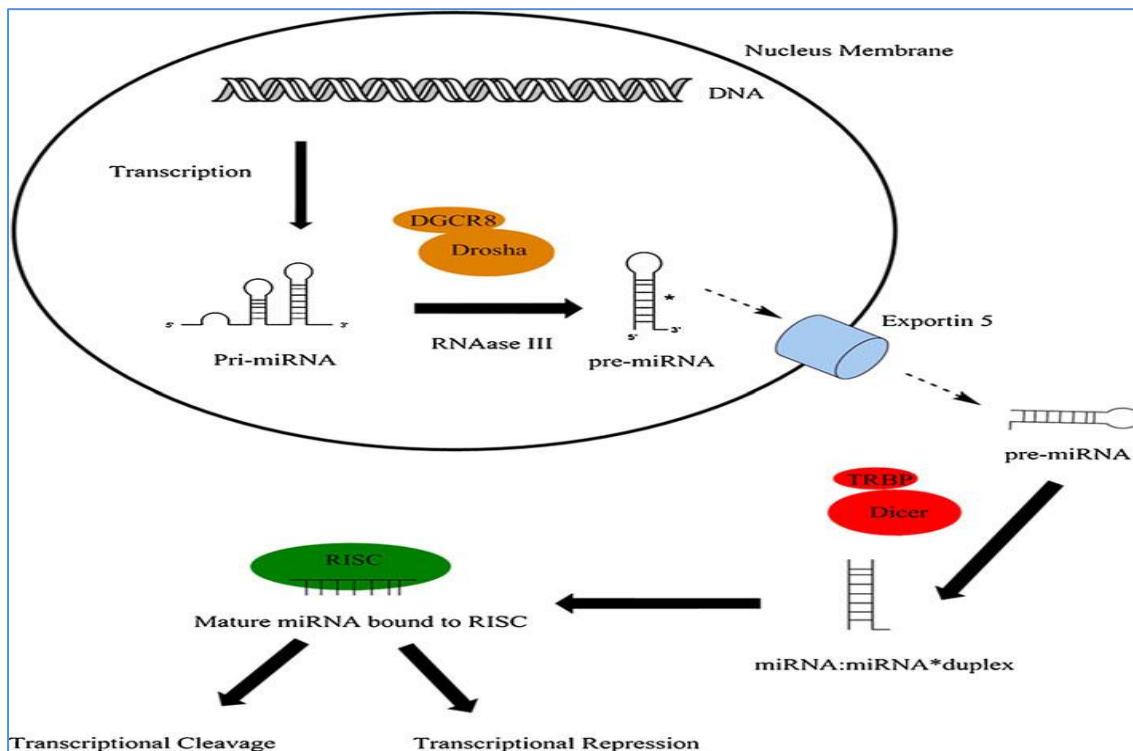 Nucleus Membrane
DNA
Transcription
DGCR8
Drosha
5'
3'
Pri-miRNA
RNAase III
*
5'
3'
pre-miRNA
Exportin 5
pre-miRNA
TRBP
Dicer
RISC
Mature miRNA bound to RISC
miRNA:miRNA*duplex
Transcriptional Cleavage
Transcriptional Repression